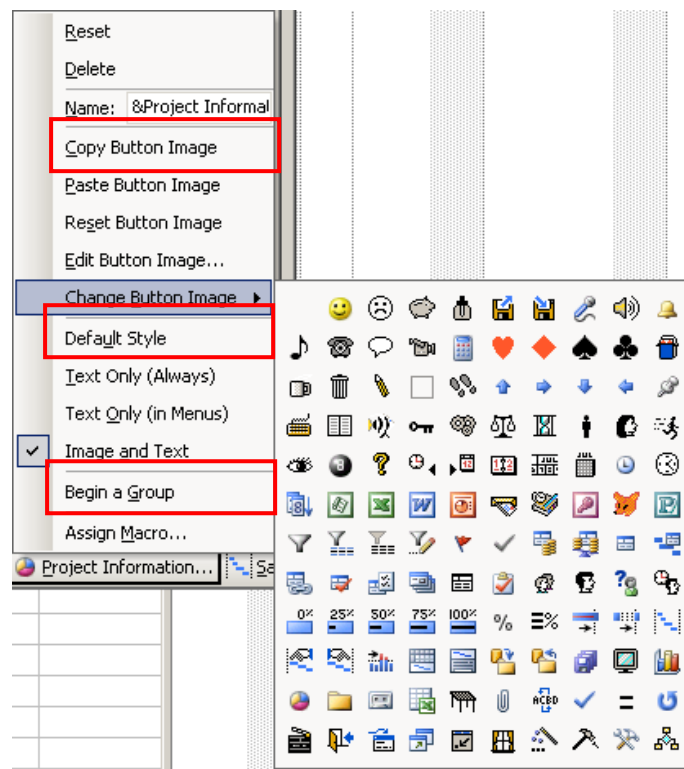 Reset
Delete
Name: &Project Informat
Copy Button Image
Paste Button Image
Reset Button Image
Edit Button Image...
Change Button Image
Default Style
Text Only (Always)
Text Only (in Menus)
Image and Text
Begin a Group
Assign Macro...
Project Information... Sa
0% 25% 50% 75% 100% % %
ACBD